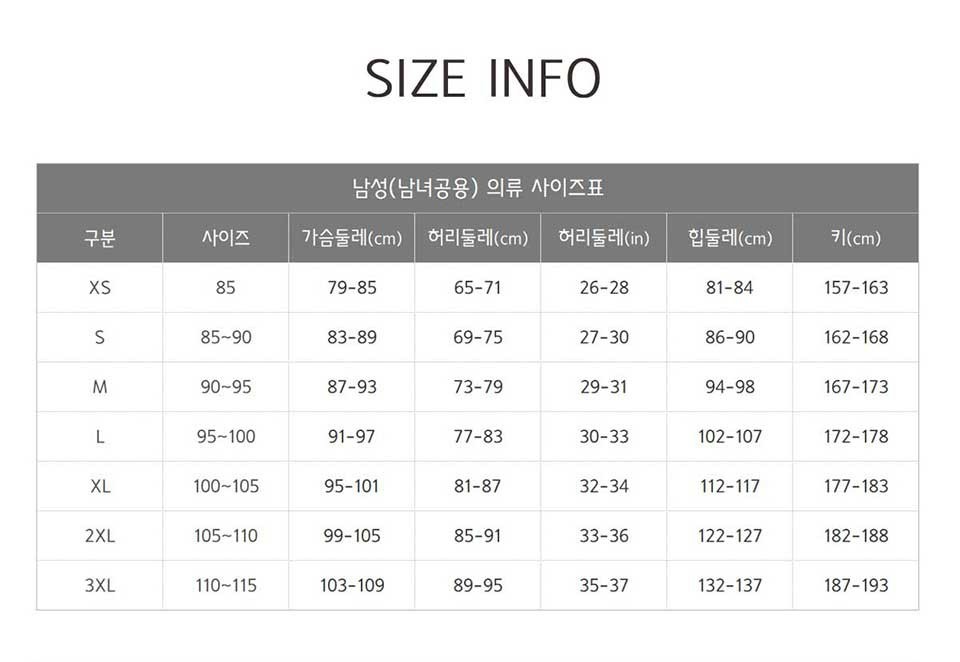 SIZE INFO
남성(남녀공용) 의류 사이즈표
구분 사이즈 가슴둘레(cm) 허리둘레(cm) 허리둘레(in) 힙둘레(cm) 키(cm)
XS 85 79-85 65-71 26-28 81-84 157-163
S 85~90 83-89 69-75 27-30 86-90 162-168
M 90~95 87-93 73-79 29-31 94-98 167-173
L 95~100 91-97 77-83 30-33 102-107 172-178
XL 100~105 95-101 81-87 32-34 112-117 177-183
2XL 105~110 99-105 85-91 33-36 122-127 182-188
3XL 110~115 103-109 89-95 35-37 132-137 187-193